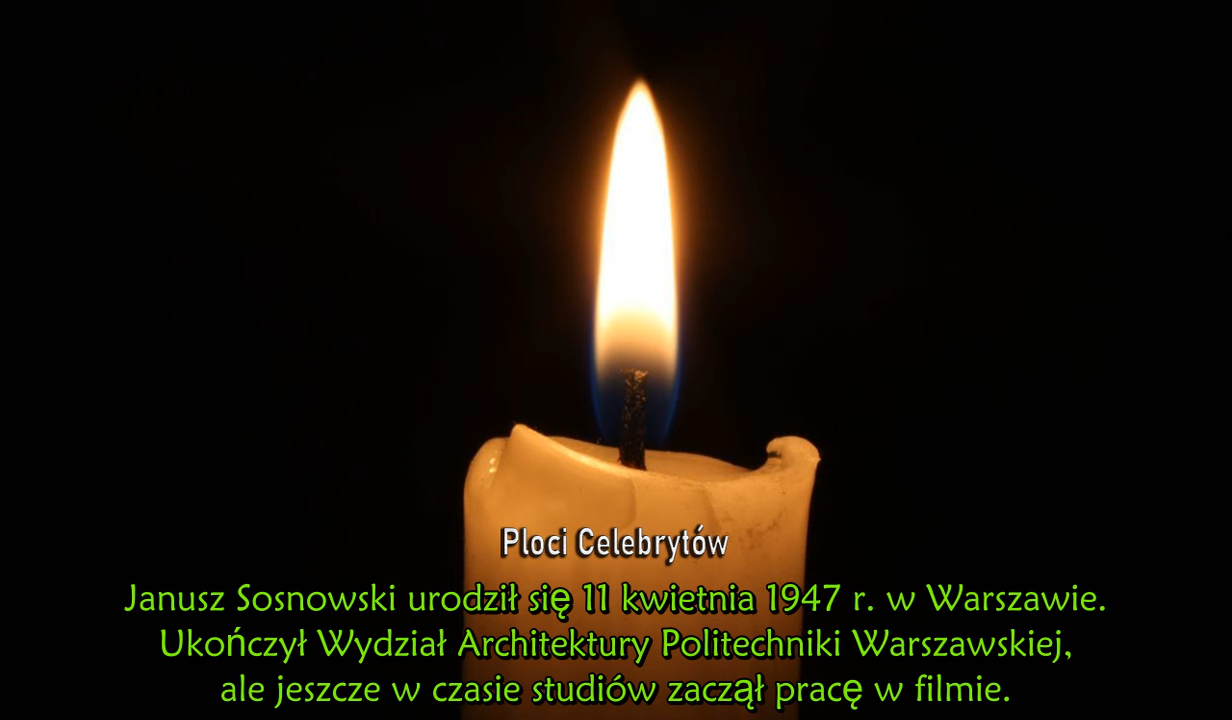 Ploci Celebrytów
Janusz Sosnowski urodził się 11 kwietnia 1947 r. w Warszawie.
Ukończył Wydział Architektury Politechniki Warszawskiej,
ale jeszcze w czasie studiów zaczął pracę w filmie.